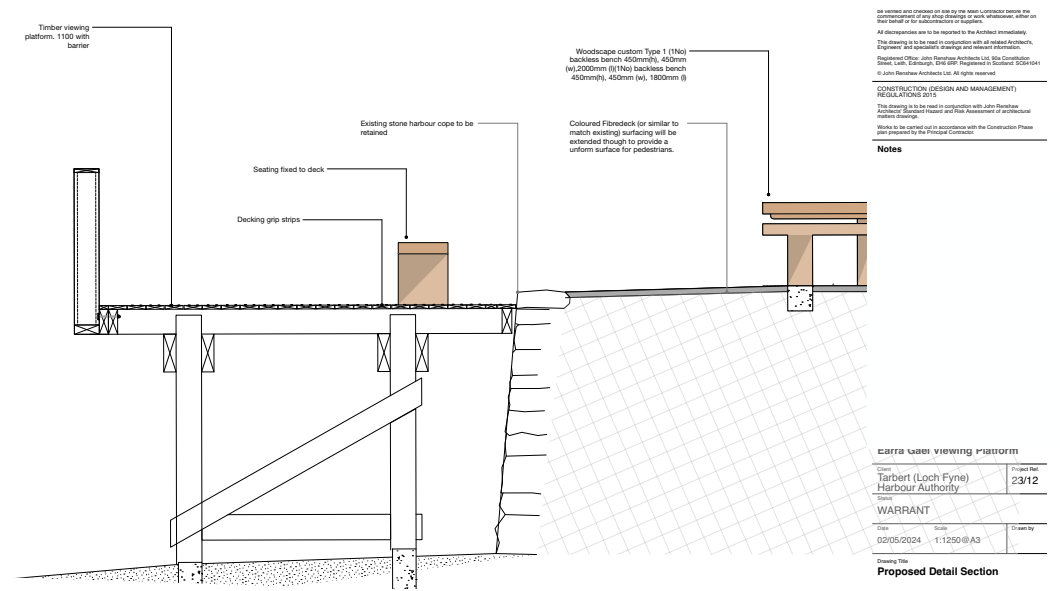 Timber viewing
platform. 1100 with
barrier
Woodscape custom Type 1 (1No)
backless bench 450mm(h), 450mm
(w),2000mm (l)(1No) backless bench
450mm(h), 450mm (w), 1800mm (l)
Existing stone harbour cope to be
retained
Coloured Fibredeck (or similar to
match existing) surfacing will be
extended though to provide a
unform surface for pedestrians.
Seating fixed to deck
Decking grip strips
be verified and checked on site by the Main Contractor before the
commencement of any shop drawings or work whatsoever, either on
their behalf or for subcontractors or suppliers.
All discrepancies are to be reported to the Architect immediately.
This drawing is to be read in conjunction with all related Architect's,
Engineers' and specialist's drawings and relevant information.
Registered Office: John Renshaw Architects Ltd, 90a Constitution
Street, Leith, Edinburgh, EH6 6RP. Registered in Scotland: SC641041
© John Renshaw Architects Ltd. All rights reserved
CONSTRUCTION (DESIGN AND MANAGEMENT)
REGULATIONS 2015
This drawing is to be read in conjunction with John Renshaw
Architects' Standard Hazard and Risk Assessment of architectural
matters drawings.
Works to be carried out in accordance with the Construction Phase
plan prepared by the Principal Contractor.
Notes
Earra Gael Viewing Platform
Client
Tarbert (Loch Fyne)
Harbour Authority
Project Ref.
23/12
Status
WARRANT
Date
02/05/2024
Scale
1:1250@A3
Drawn by
Drawing Title
Proposed Detail Section